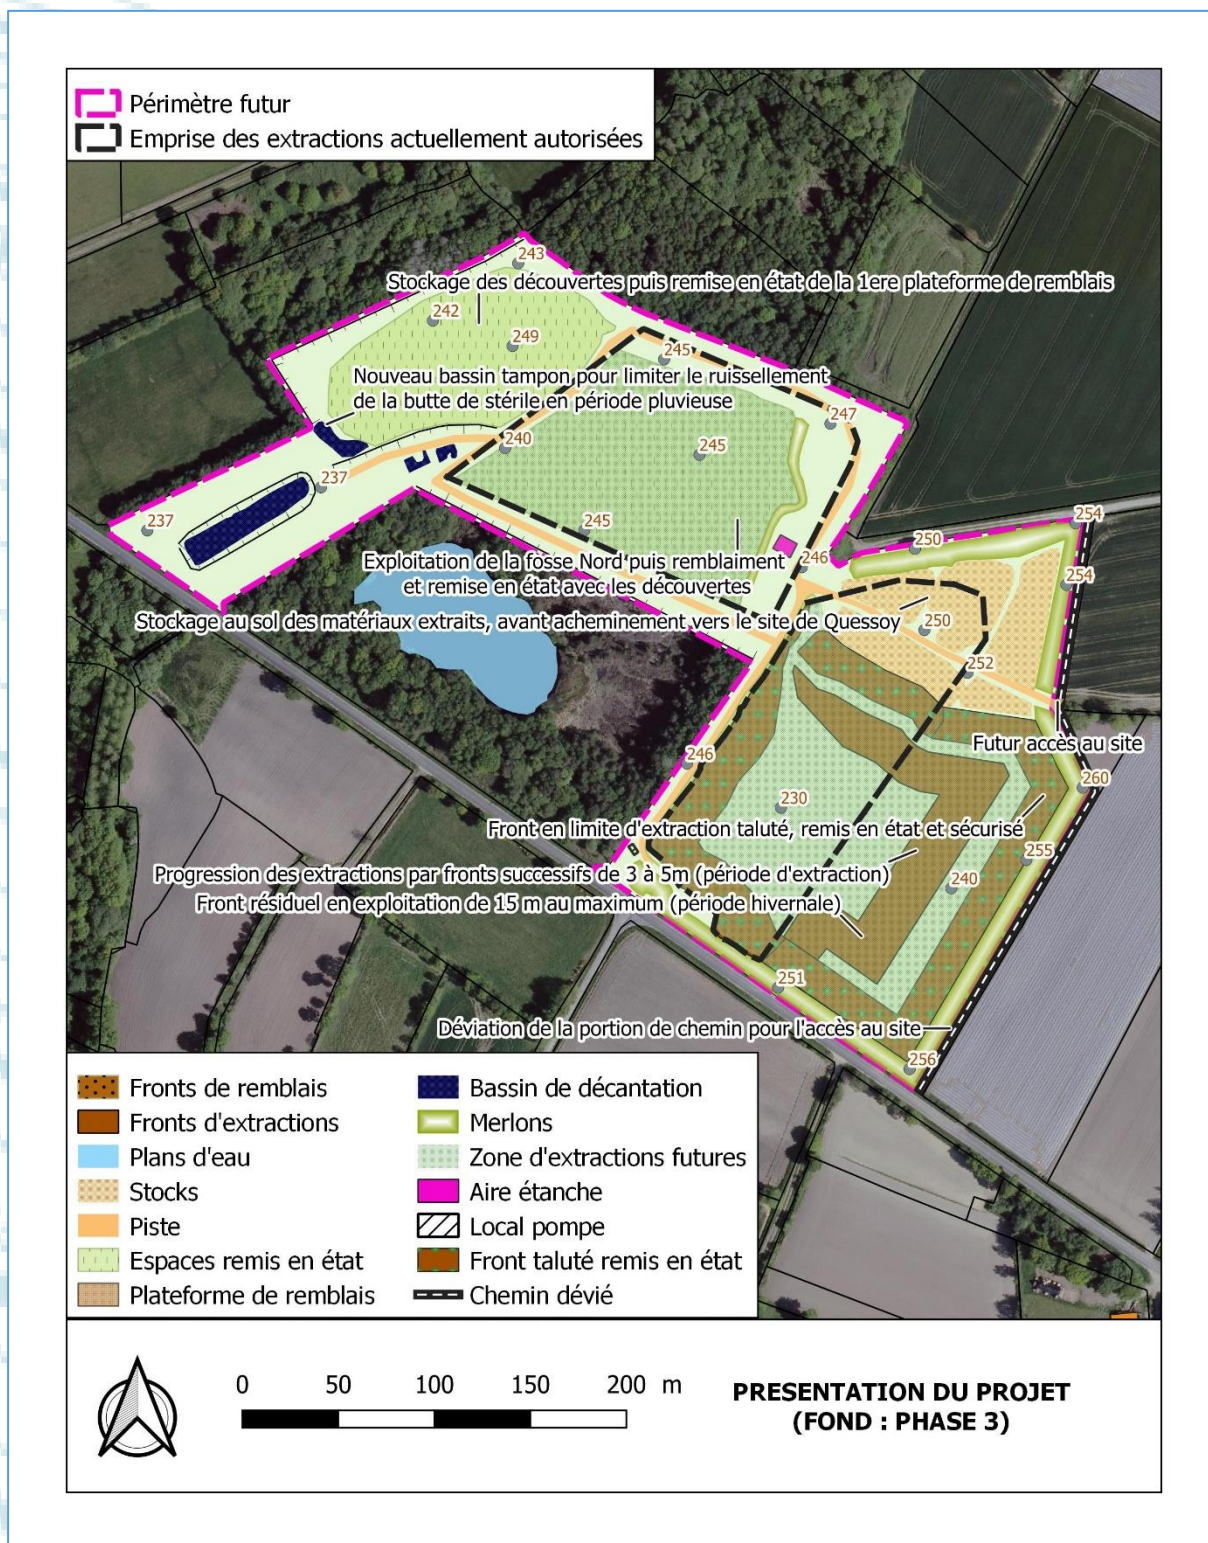 Périmètre futur
Emprise des extractions actuellement autorisées
243
Stockage des découvertes puis remise en état de la 1ere plateforme de remblais
242
249
245
Nouveau bassin tampon pour limiter le ruissellement
de la butte de stérile en période pluvieuse
247
240
245
237
237
245
254
250
246
Exploitation de la fosse Nord puis remblaiment
et remise en état avec les découvertes
254
Stockage au sol des matériaux extraits, avant acheminement vers le site de Quessoy
250
252
Futur accès au site
246
260
230
Front en limite d'extraction taluté, remis en état et sécurisé
255
Progression des extractions par fronts successifs de 3 à 5m (période d'extraction)
240
Front résiduel en exploitation de 15 m au maximum (période hivernale)
251
Déviation de la portion de chemin pour l'accès au site
256
Fronts de remblais
Fronts d'extractions
Plans d'eau
Stocks
Piste
Espaces remis en état
Plateforme de remblais
Bassin de décantation
Merlons
Zone d'extractions futures
Aire étanche
Local pompe
Front taluté remis en état
Chemin dévié
0 50 100 150 200 m
PRESENTATION DU PROJET
(FOND : PHASE 3)